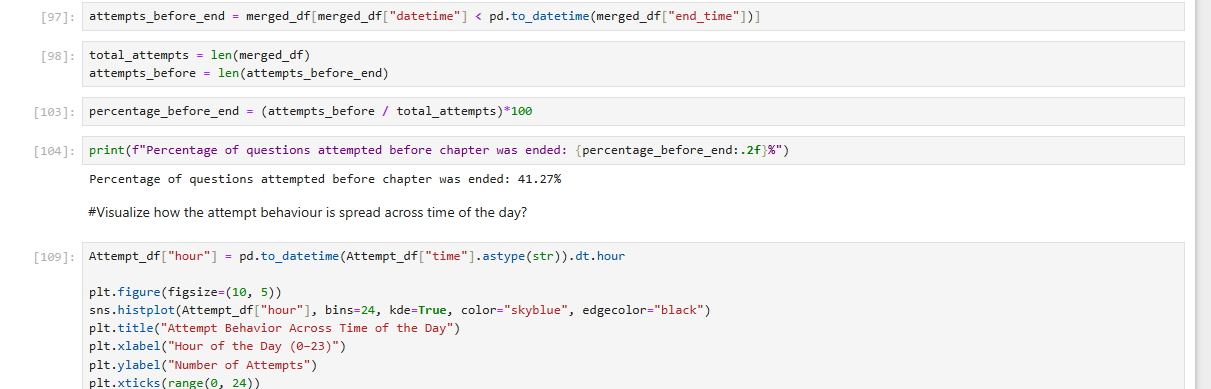 [97]: attempts_before_end = merged_df[merged_df["datetime"] < pd.to_datetime(merged_df["end_time"])]
[98]: total_attempts = len(merged_df)
attempts_before = len(attempts_before_end)
[103]: percentage_before_end = (attempts_before / total_attempts)*100
[104]: print(f"Percentage of questions attempted before chapter was ended: {percentage_before_end:.2f}%")
Percentage of questions attempted before chapter was ended: 41.27%
#Visualize how the attempt behaviour is spread across time of the day?
[109]: Attempt_df["hour"] = pd.to_datetime(Attempt_df["time"].astype(str)).dt.hour
plt.figure(figsize=(10, 5))
sns.histplot(Attempt_df["hour"], bins=24, kde=True, color="skyblue", edgecolor="black")
plt.title("Attempt Behavior Across Time of the Day")
plt.xlabel("Hour of the Day (0–23)")
plt.ylabel("Number of Attempts")
plt.xticks(range(0, 24))